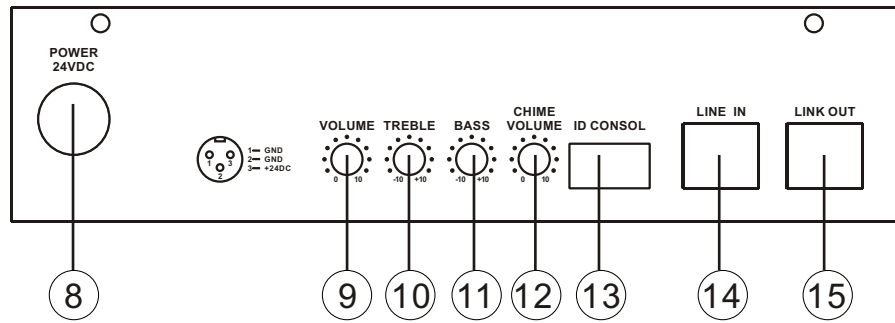 POWER
24VDC
1 3
2
1 GND
2 GND
3 +24DC
VOLUME
0 10
TREBLE
-10 +10
BASS
-10 +10
CHIME
VOLUME
0 10
ID CONSOL
LINE IN
LINK OUT
8 9 10 11 12 13 14 15